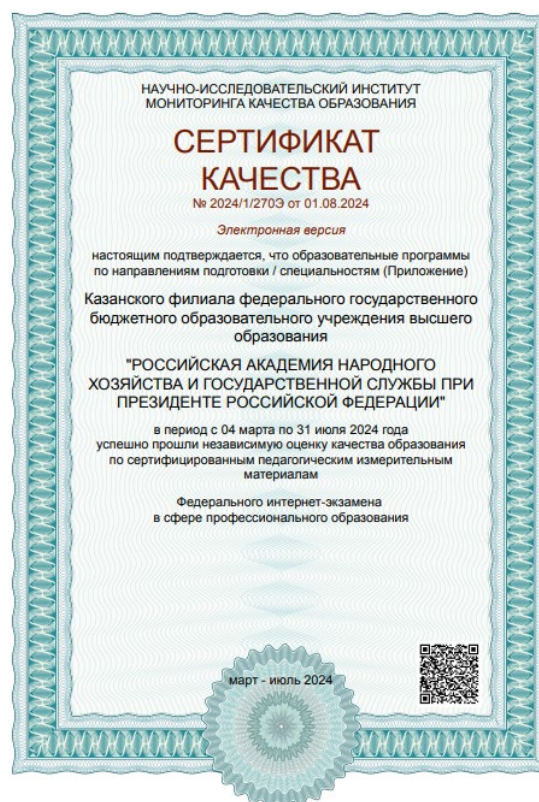 НАУЧНО-ИССЛЕДОВАТЕЛЬСКИЙ ИНСТИТУТ
МОНИТОРИНГА КАЧЕСТВА ОБРАЗОВАНИЯ
СЕРТИФИКАТ
КАЧЕСТВА
№ 2024/1/270Э от 01.08.2024
Электронная версия
настоящим подтверждается, что образовательные программы
по направлениям подготовки / специальностям (Приложение)
Казанского филиала федерального государственного
бюджетного образовательного учреждения высшего
образования
"РОССИЙСКАЯ АКАДЕМИЯ НАРОДНОГО
ХОЗЯЙСТВА И ГОСУДАРСТВЕННОЙ СЛУЖБЫ ПРИ
ПРЕЗИДЕНТЕ РОССИЙСКОЙ ФЕДЕРАЦИИ"
в период с 04 марта по 31 июля 2024 года
успешно прошли независимую оценку качества образования
по сертифицированным педагогическим измерительным
материалам
Федерального интернет-экзамена
в сфере профессионального образования
март - июль 2024